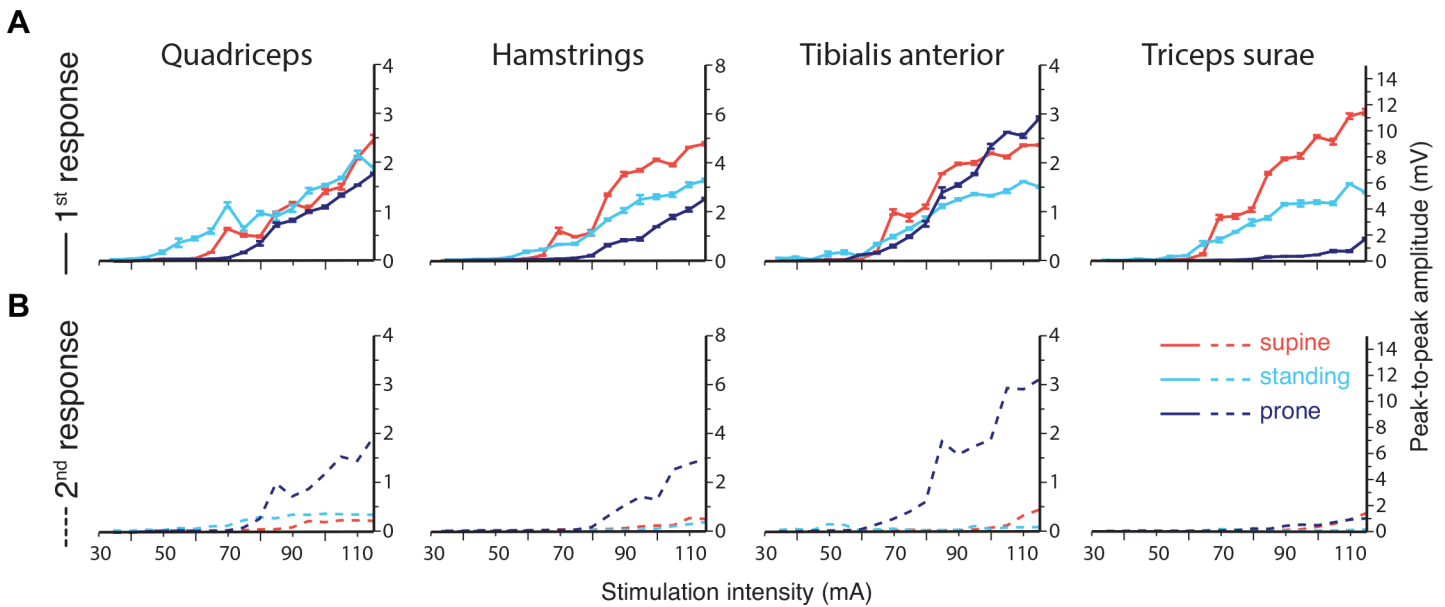 A
Quadriceps
Hamstrings
Tibialis anterior
Triceps surae
1st response
4
3
2
1
0
8
6
4
2
0
4
3
2
1
0
14
12
10
8
6
4
2
0
B
2nd response
4
3
2
1
0
8
6
4
2
0
4
3
2
1
0
supine
standing
prone
14
12
10
8
6
4
2
0
Peak-to-peak amplitude (mV)
30 50 70 90 110
30 50 70 90 110
30 50 70 90 110
30 50 70 90 110
Stimulation intensity (mA)